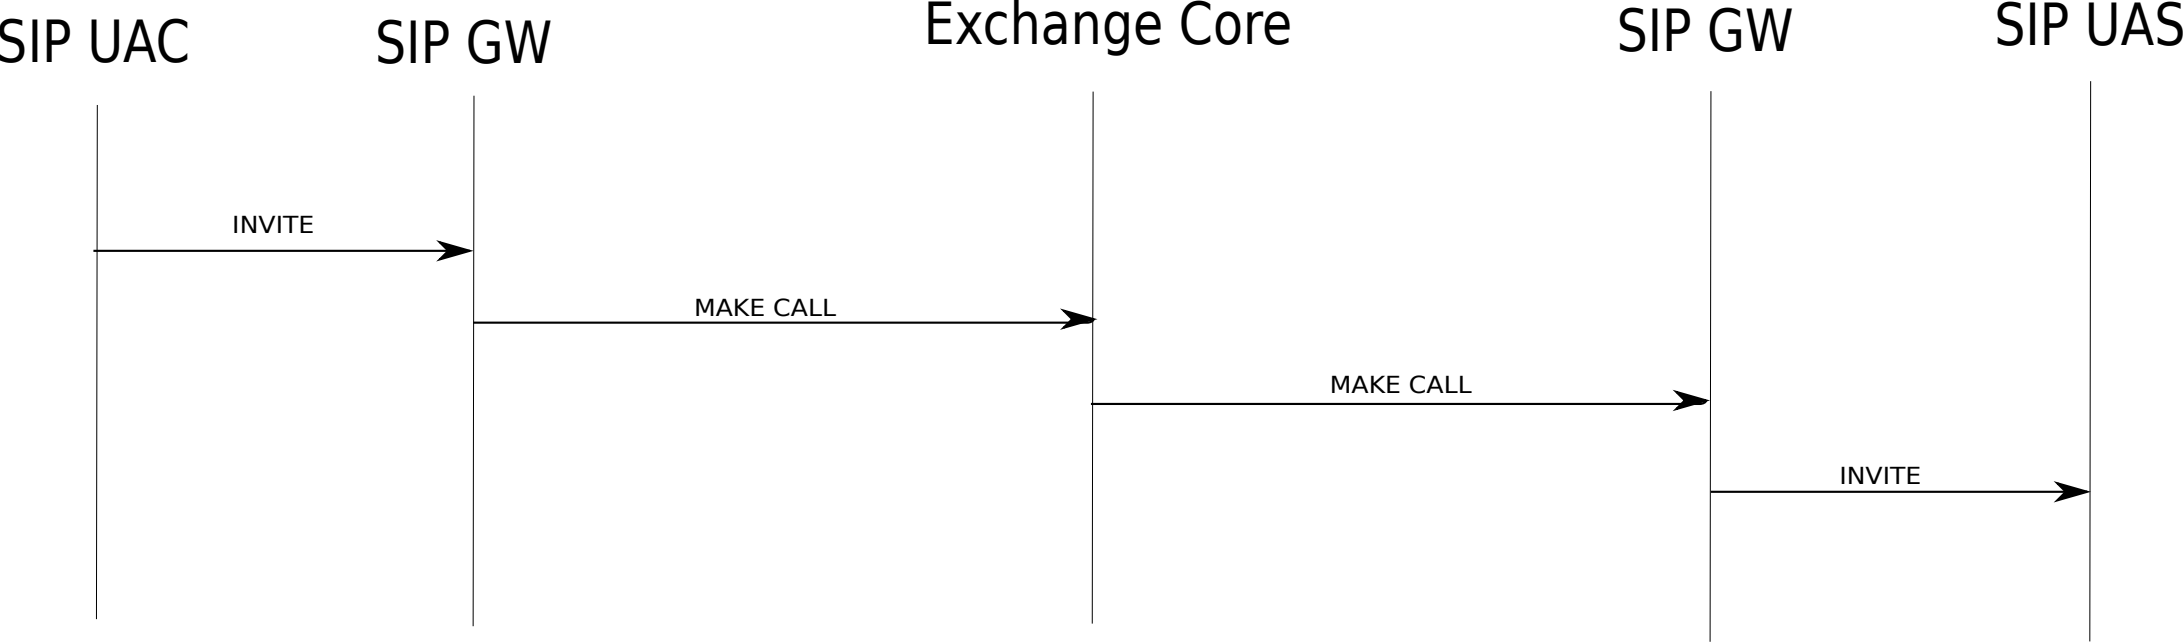 SIP UAC
SIP GW
Exchange Core
SIP GW
SIP UAS
INVITE
MAKE CALL
MAKE CALL
INVITE